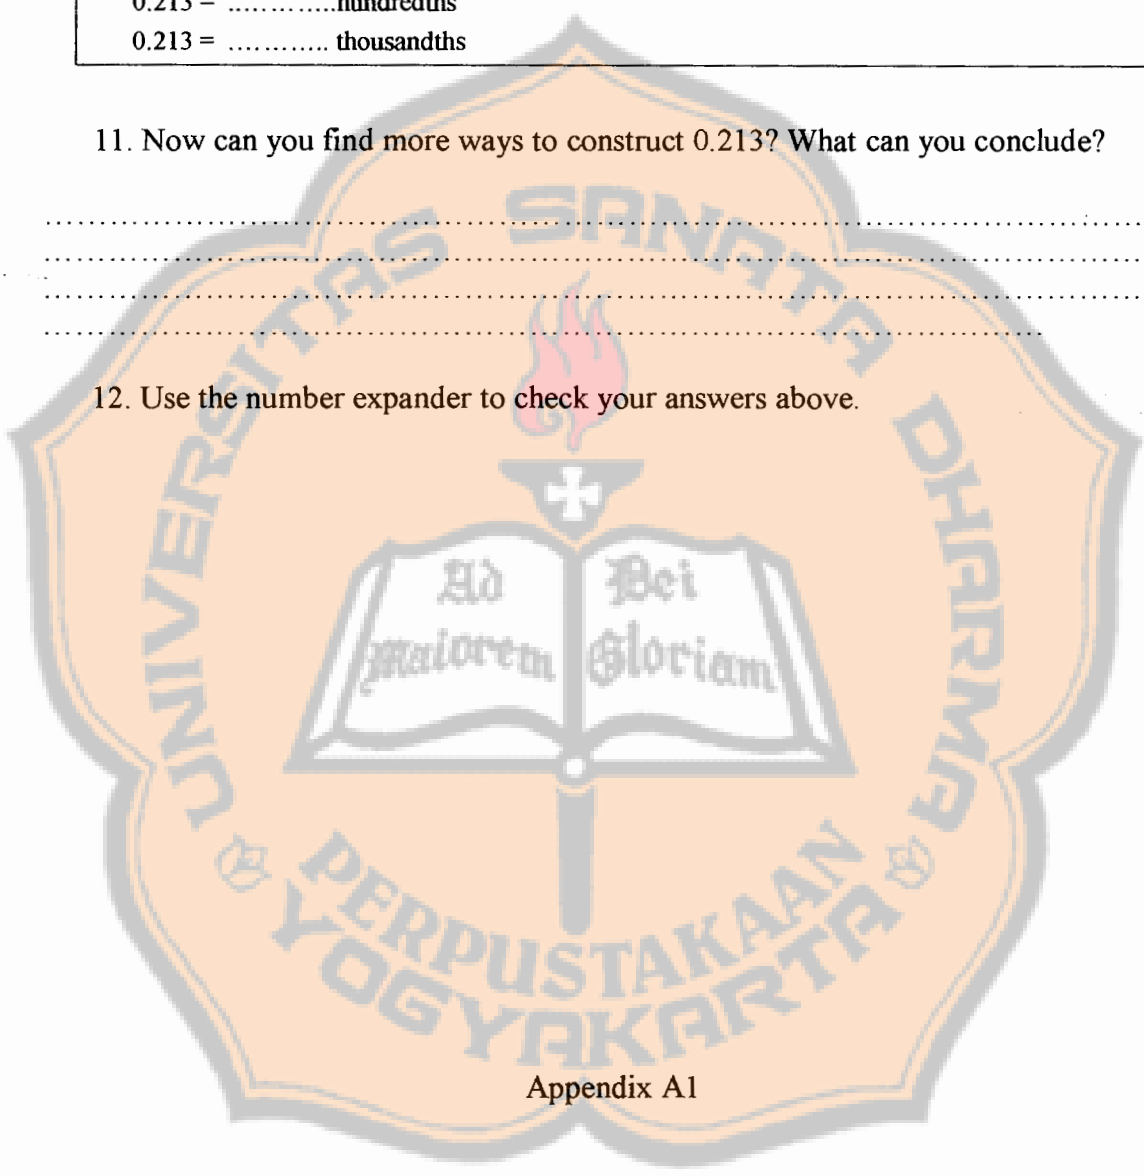 0.213 = .............hundredths
0.213 = ............ thousandths
11. Now can you find more ways to construct 0.213? What can you conclude?
12. Use the number expander to check your answers above.
UNIVERSITAS SANATA DHARMA
Ad Dei
maiorem Gloriam
PERPUSTAKAAN
YOGYAKARTA
Appendix A1